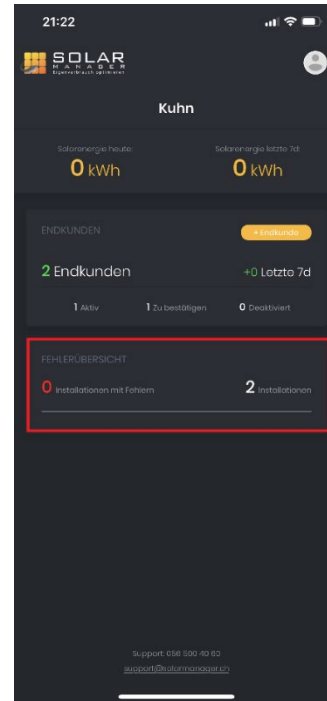 21:22
SOLAR
MANAGER
Eigenverbrauch optimieren
Kuhn
Solarenergie heute: Solarenergie letzte 7d:
0 kWh 0 kWh
ENDKUNDEN + Endkunde
2 Endkunden +0 Letzte 7d
1 Aktiv 1 Zu bestätigen 0 Deaktiviert
FEHLERÜBERSICHT
0 Installationen mit Fehlern 2 Installationen
Support: 056 500 40 60
support@solarmanager.ch